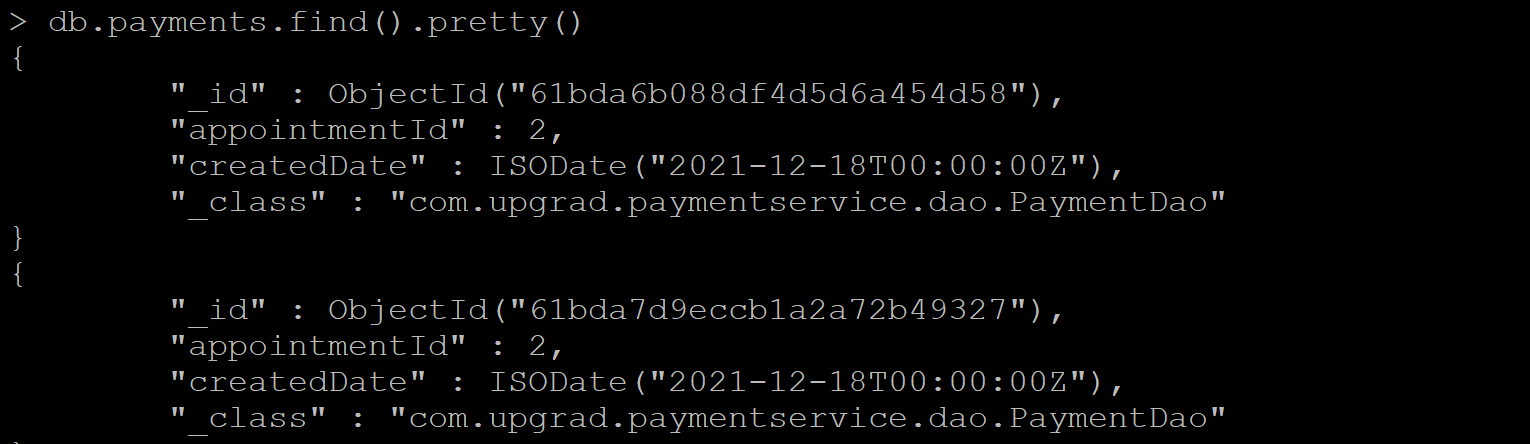 > db.payments.find().pretty()
{
"_id" : ObjectId("61bda6b088df4d5d6a454d58"),
"appointmentId" : 2,
"createdDate" : ISODate("2021-12-18T00:00:00Z"),
"_class" : "com.upgrad.paymentservice.dao.PaymentDao"
}
{
"_id" : ObjectId("61bda7d9eccb1a2a72b49327"),
"appointmentId" : 2,
"createdDate" : ISODate("2021-12-18T00:00:00Z"),
"_class" : "com.upgrad.paymentservice.dao.PaymentDao"
}